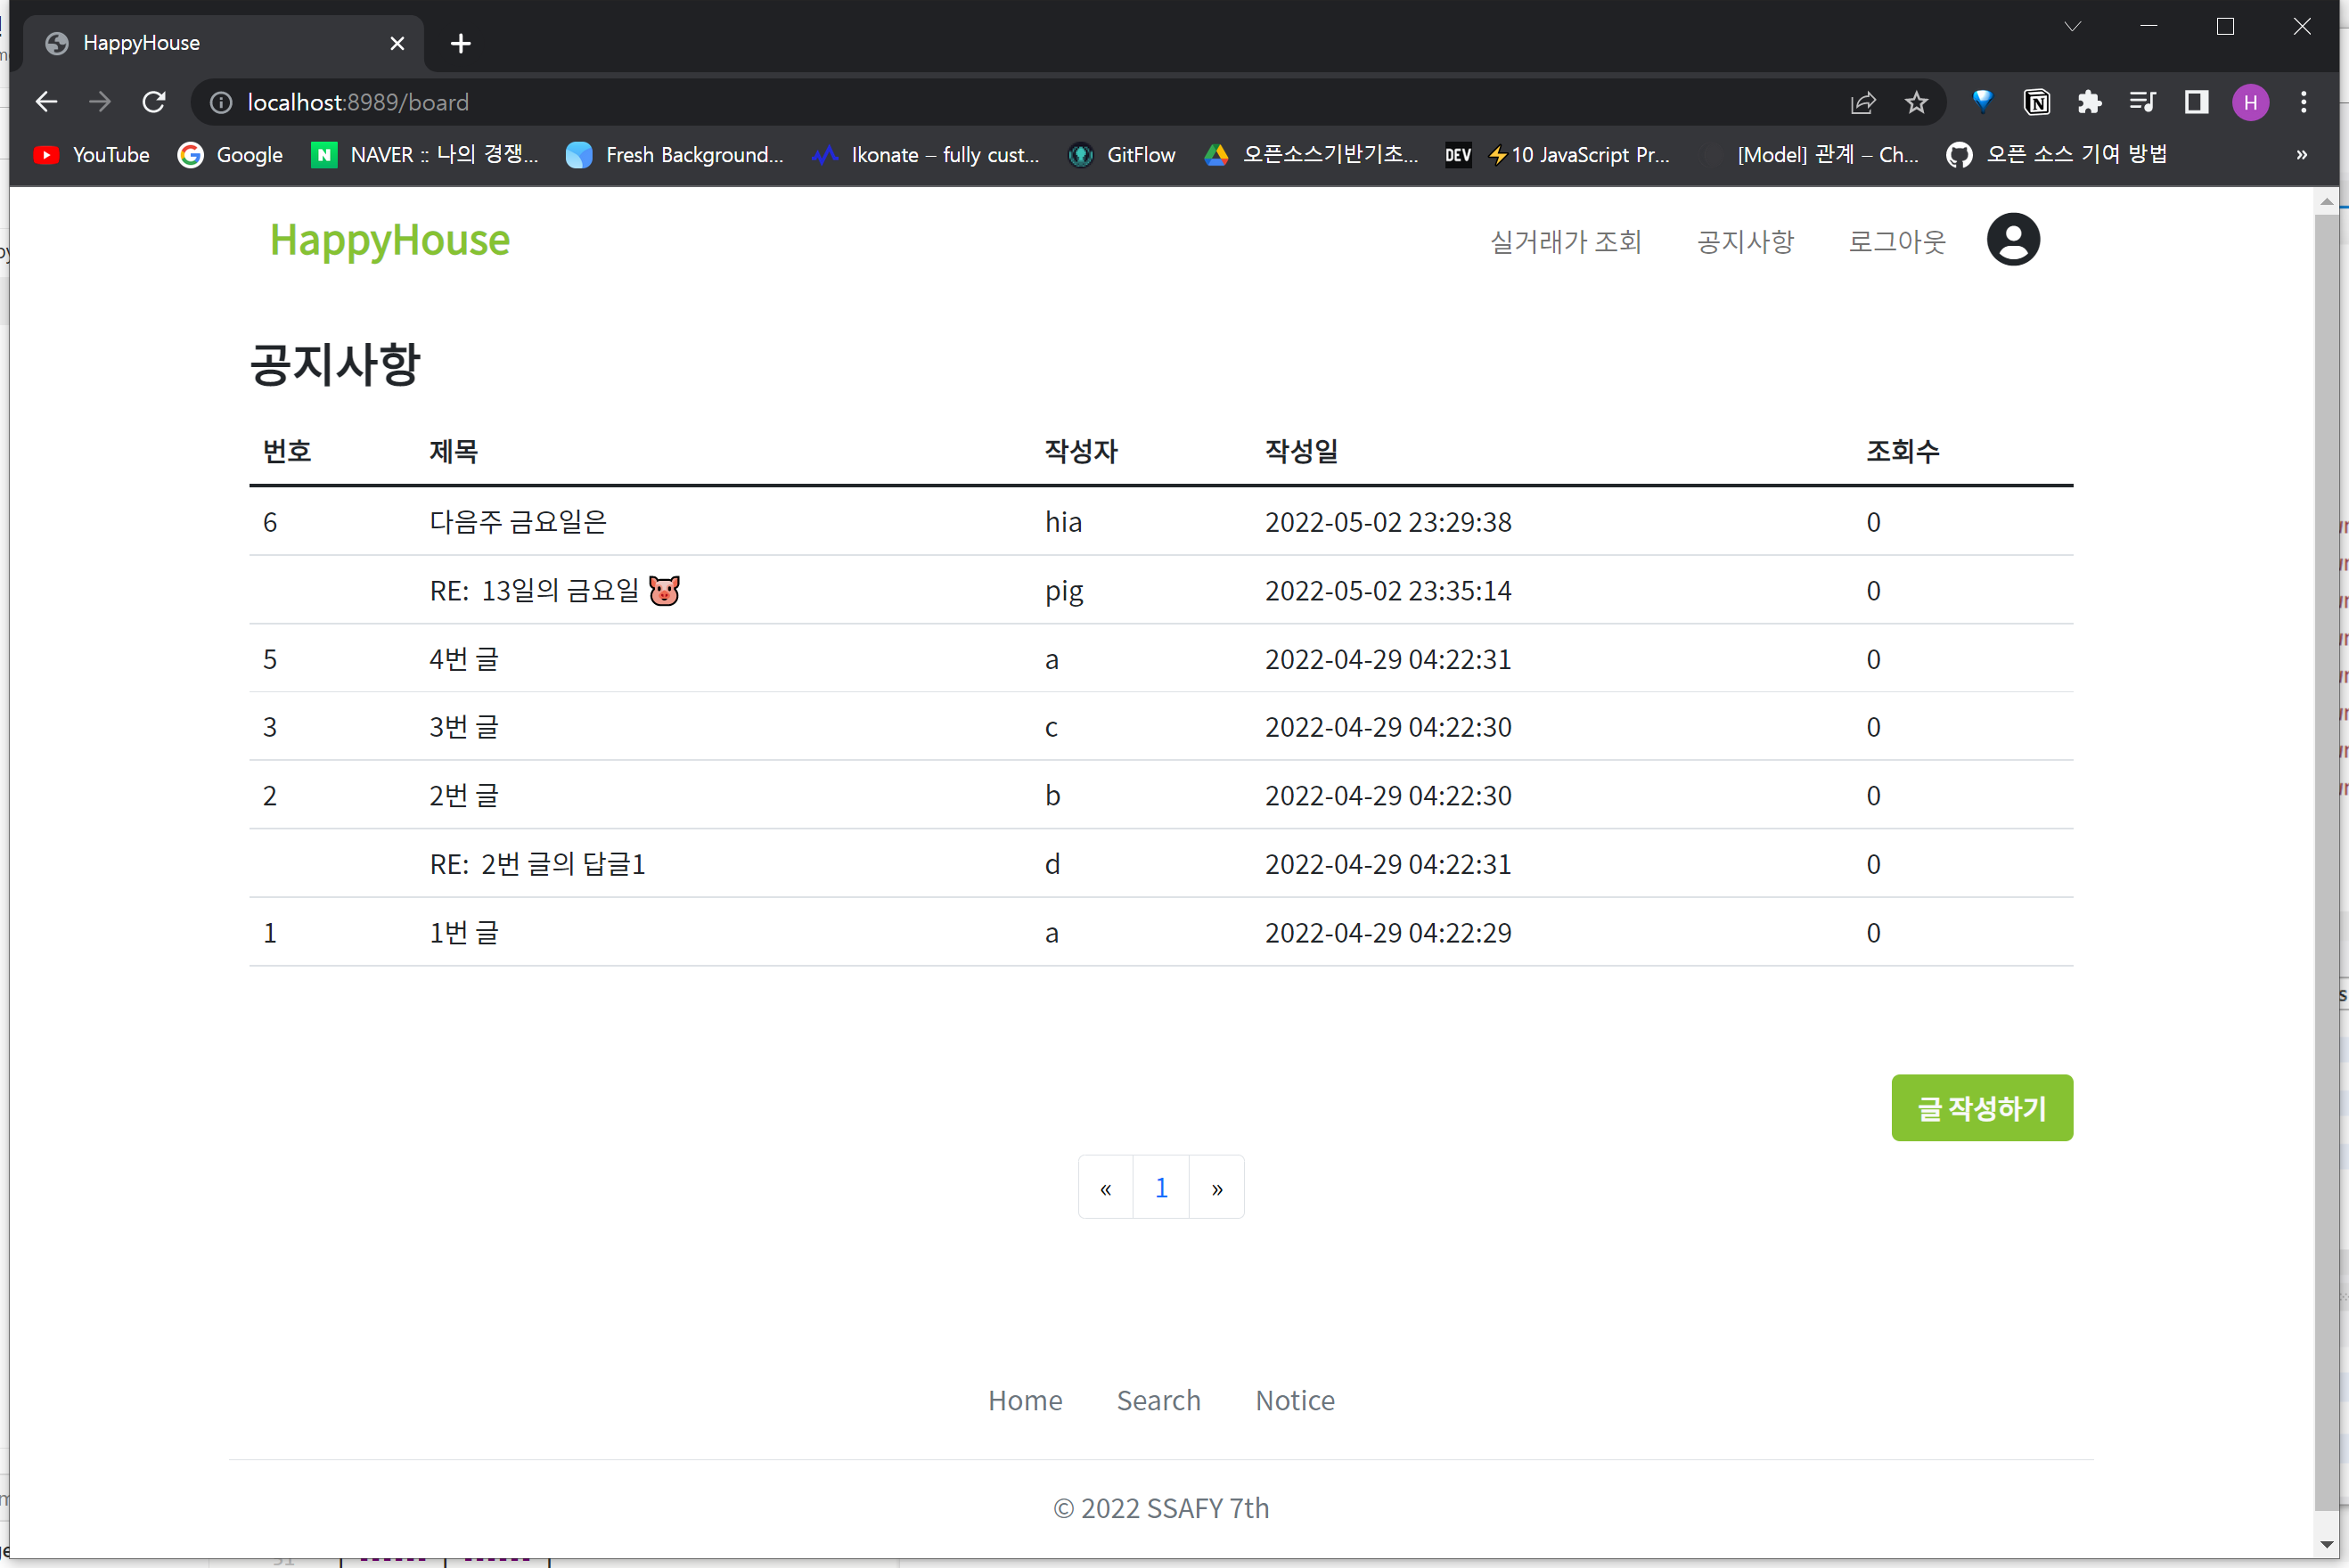 HappyHouse
localhost:8989/board
YouTube Google NAVER :: 나의 경쟁... Fresh Background... Ikonate – fully cust... GitFlow 오픈소스기반기초... DEV ⚡10 JavaScript Pr... [Model] 관계 – Ch... 오픈 소스 기여 방법 »
HappyHouse 실거래가 조회 공지사항 로그아웃
공지사항
번호 제목 작성자 작성일 조회수
6 다음주 금요일은 hia 2022-05-02 23:29:38 0
RE: 13일의 금요일 🐷 pig 2022-05-02 23:35:14 0
5 4번 글 a 2022-04-29 04:22:31 0
3 3번 글 c 2022-04-29 04:22:30 0
2 2번 글 b 2022-04-29 04:22:30 0
RE: 2번 글의 답글1 d 2022-04-29 04:22:31 0
1 1번 글 a 2022-04-29 04:22:29 0
글 작성하기
« 1 »
Home Search Notice
© 2022 SSAFY 7th